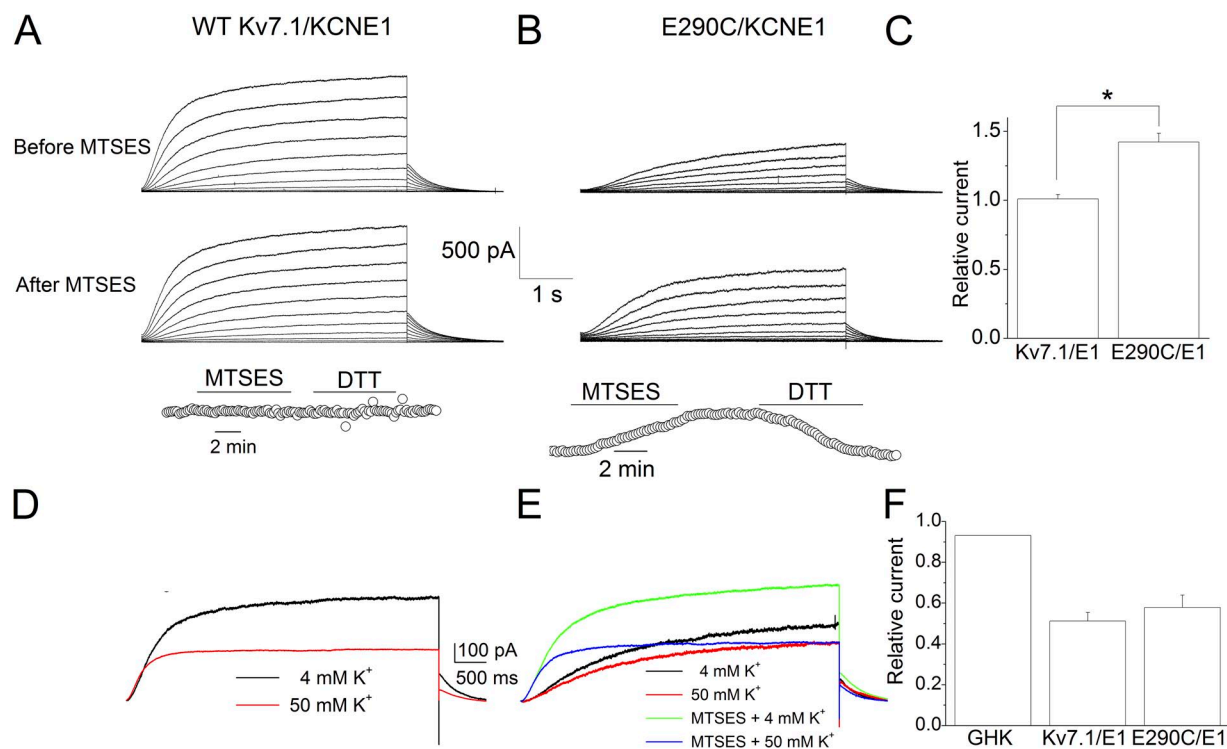 A
WT Kv7.1/KCNE1
B
E290C/KCNE1
C
Before MTSES
After MTSES
500 pA
1 s
MTSES
DTT
2 min
MTSES
DTT
2 min
*
Relative current
1.5
1.0
0.5
0.0
Kv7.1/E1
E290C/E1
D
4 mM K+
50 mM K+
100 pA
500 ms
E
4 mM K+
50 mM K+
MTSES + 4 mM K+
MTSES + 50 mM K+
F
Relative current
1.0
0.8
0.6
0.4
0.2
0.0
GHK
Kv7.1/E1
E290C/E1